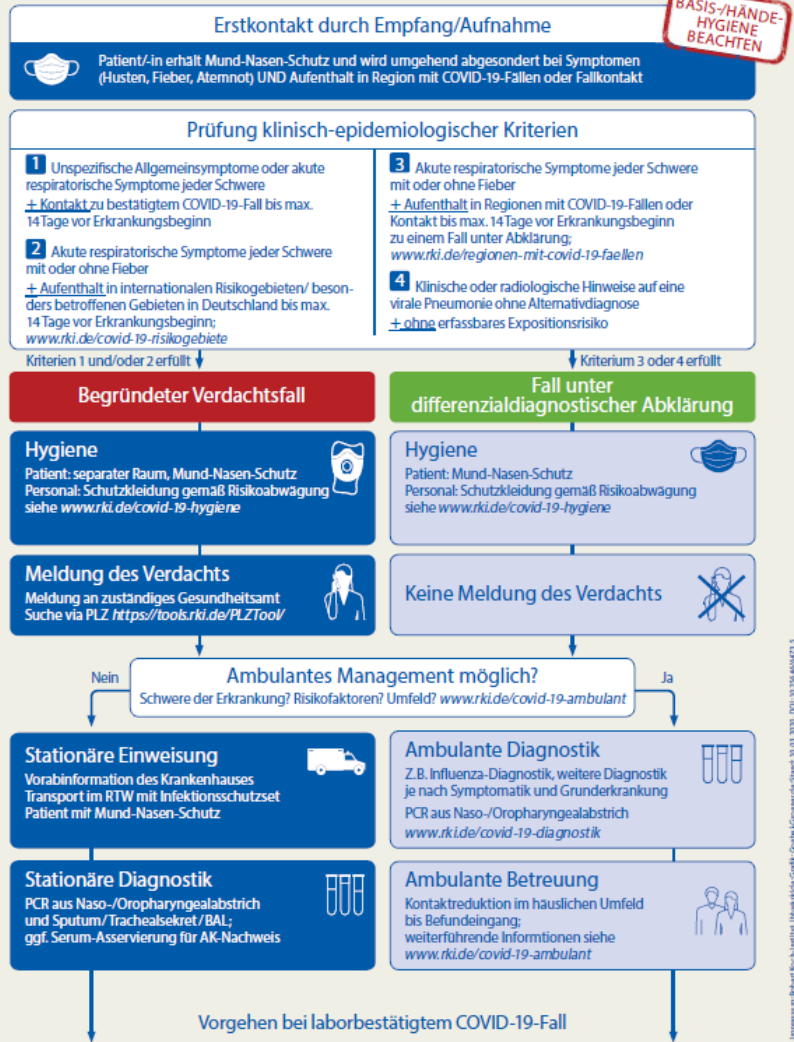 BASIS-/HÄNDE-
HYGIENE
BEACHTEN
Erstkontakt durch Empfang/Aufnahme
Patient/-in erhält Mund-Nasen-Schutz und wird umgehend abgesondert bei Symptomen
(Husten, Fieber, Atemnot) UND Aufenthalt in Region mit COVID-19-Fällen oder Fallkontakt
Prüfung klinisch-epidemiologischer Kriterien
1 Unspezifische Allgemeinsymptome oder akute
respiratorische Symptome jeder Schwere
+ Kontakt zu bestätigtem COVID-19-Fall bis max.
14 Tage vor Erkrankungsbeginn
2 Akute respiratorische Symptome jeder Schwere
mit oder ohne Fieber
+ Aufenthalt in internationalen Risikogebieten/ beson-
ders betroffenen Gebieten in Deutschland bis max.
14 Tage vor Erkrankungsbeginn;
www.rki.de/covid-19-risikogebiete
3 Akute respiratorische Symptome jeder Schwere
mit oder ohne Fieber
+ Aufenthalt in Regionen mit COVID-19-Fällen oder
Kontakt bis max. 14 Tage vor Erkrankungsbeginn
zu einem Fall unter Abklärung;
www.rki.de/regionen-mit-covid-19-faellen
4 Klinische oder radiologische Hinweise auf eine
virale Pneumonie ohne Alternativdiagnose
+ ohne erfassbares Expositionsrisiko
Kriterien 1 und/oder 2 erfüllt
Kriterium 3 oder 4 erfüllt
Begründeter Verdachtsfall
Fall unter
differenzialdiagnostischer Abklärung
Hygiene
Patient: separater Raum, Mund-Nasen-Schutz
Personal: Schutzkleidung gemäß Risikoabwägung
siehe www.rki.de/covid-19-hygiene
Hygiene
Patient: Mund-Nasen-Schutz
Personal: Schutzkleidung gemäß Risikoabwägung
siehe www.rki.de/covid-19-hygiene
Meldung des Verdachts
Meldung an zuständiges Gesundheitsamt
Suche via PLZ https://tools.rki.de/PLZTool/
Keine Meldung des Verdachts
Nein
Ambulantes Management möglich?
Schwere der Erkrankung? Risikofaktoren? Umfeld? www.rki.de/covid-19-ambulant
Ja
Stationäre Einweisung
Vorabinformation des Krankenhauses
Transport im RTW mit Infektionsschutzset
Patient mit Mund-Nasen-Schutz
Ambulante Diagnostik
Z.B. Influenza-Diagnostik, weitere Diagnostik
je nach Symptomatik und Grunderkrankung
PCR aus Naso-/Oropharyngealabstrich
www.rki.de/covid-19-diagnostik
Stationäre Diagnostik
PCR aus Naso-/Oropharyngealabstrich
und Sputum/Trachealsekret/BAL;
ggf. Serum-Asservierung für AK-Nachweis
Ambulante Betreuung
Kontaktreduktion im häuslichen Umfeld
bis Befundeingang;
weiterführende Informtionen siehe
www.rki.de/covid-19-ambulant
Vorgehen bei laborbestätigtem COVID-19-Fall